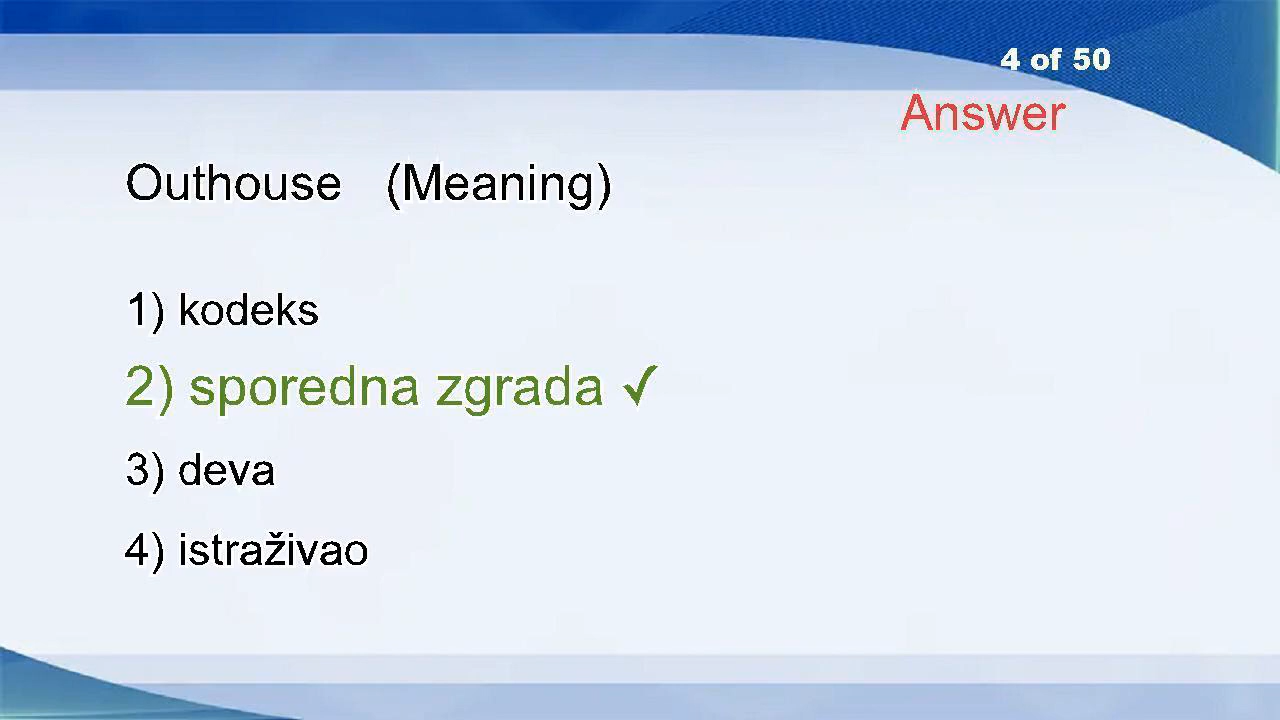 4 of 50
Answer
Outhouse (Meaning)
1) kodeks
2) sporedna zgrada ✓
3) deva
4) istraživao